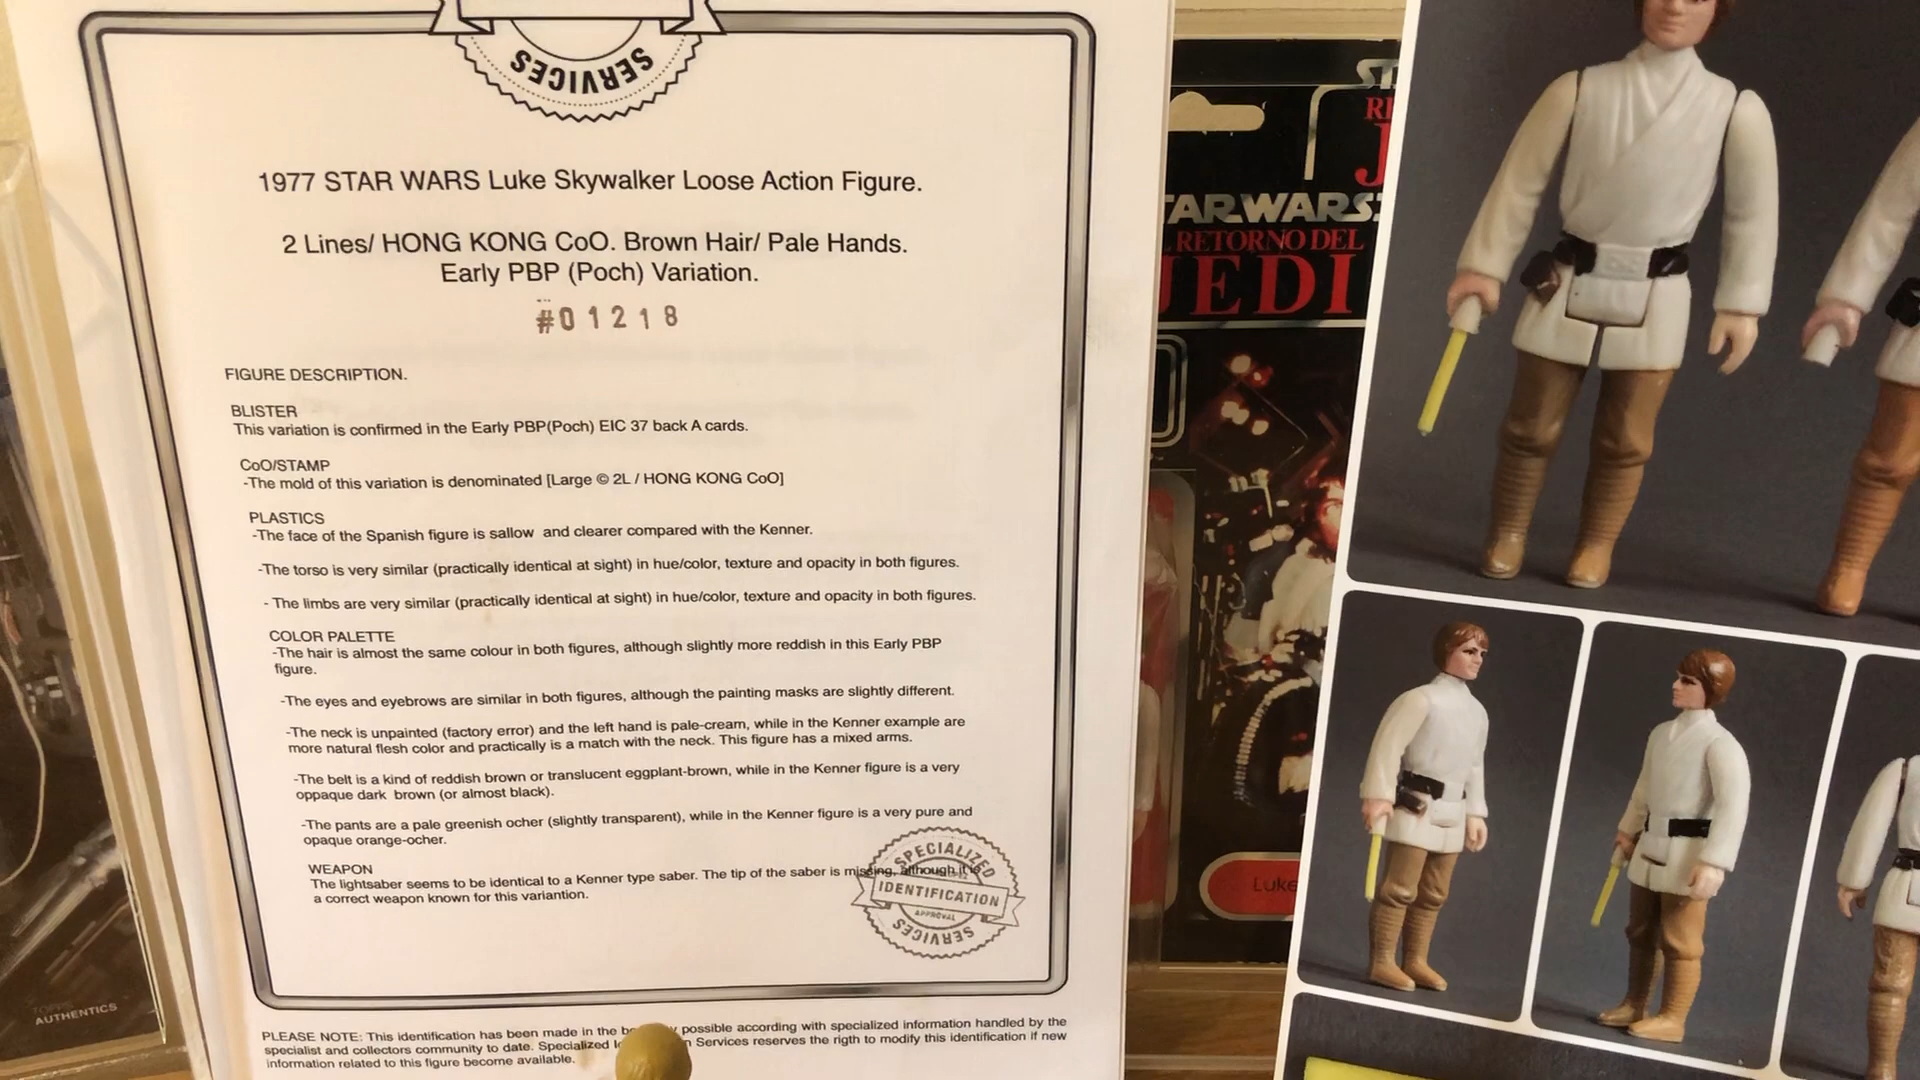 SERVICES
1977 STAR WARS Luke Skywalker Loose Action Figure.
2 Lines/ HONG KONG CoO. Brown Hair/ Pale Hands.
Early PBP (Poch) Variation.
#01218
FIGURE DESCRIPTION.
BLISTER
This variation is confirmed in the Early PBP(Poch) EIC 37 back A cards.
CoO/STAMP
-The mold of this variation is denominated [Large © 2L / HONG KONG CoO]
PLASTICS
-The face of the Spanish figure is sallow and clearer compared with the Kenner.
-The torso is very similar (practically identical at sight) in hue/color, texture and opacity in both figures.
- The limbs are very similar (practically identical at sight) in hue/color, texture and opacity in both figures.
COLOR PALETTE
-The hair is almost the same colour in both figures, although slightly more reddish in this Early PBP
figure.
-The eyes and eyebrows are similar in both figures, although the painting masks are slightly different.
-The neck is unpainted (factory error) and the left hand is pale-cream, while in the Kenner example are
more natural flesh color and practically is a match with the neck. This figure has a mixed arms.
-The belt is a kind of reddish brown or translucent eggplant-brown, while in the Kenner figure is a very
oppaque dark brown (or almost black).
-The pants are a pale greenish ocher (slightly transparent), while in the Kenner figure is a very pure and
opaque orange-ocher.
WEAPON
The lightsaber seems to be identical to a Kenner type saber. The tip of the saber is missing, although it is
a correct weapon known for this variantion.
SPECIALIZED
IDENTIFICATION
APPROVAL
SERVICES
PLEASE NOTE: This identification has been made in the possible according with specialized information handled by the
specialist and collectors community to date. Specialized Services reserves the rigth to modify this identification if new
information related to this figure become available.
AUTHENTICS
TAR WARS
RETORNO DEL
JEDI
Luke